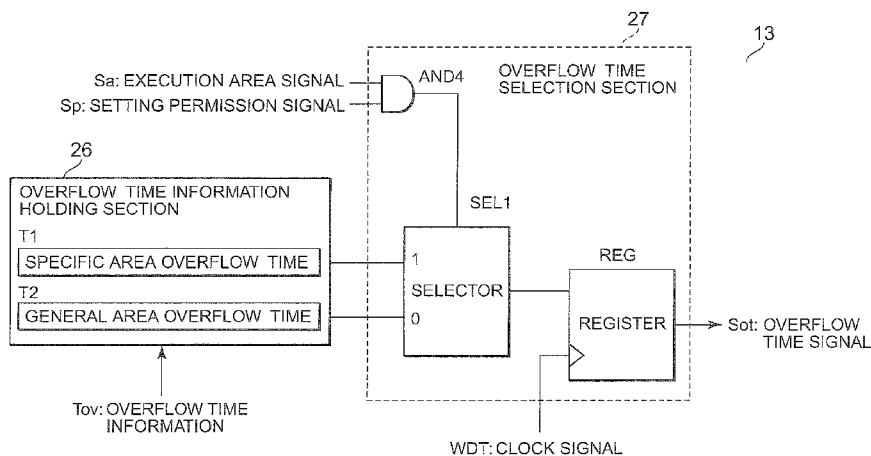 27
13
Sa: EXECUTION AREA SIGNAL
AND4
OVERFLOW TIME
SELECTION SECTION
Sp: SETTING PERMISSION SIGNAL
26
OVERFLOW TIME INFORMATION
HOLDING SECTION
SEL1
T1
SPECIFIC AREA OVERFLOW TIME
1
REG
SELECTOR
T2
GENERAL AREA OVERFLOW TIME
0
REGISTER
Sot: OVERFLOW
TIME SIGNAL
Tov: OVERFLOW TIME
INFORMATION
WDT: CLOCK SIGNAL